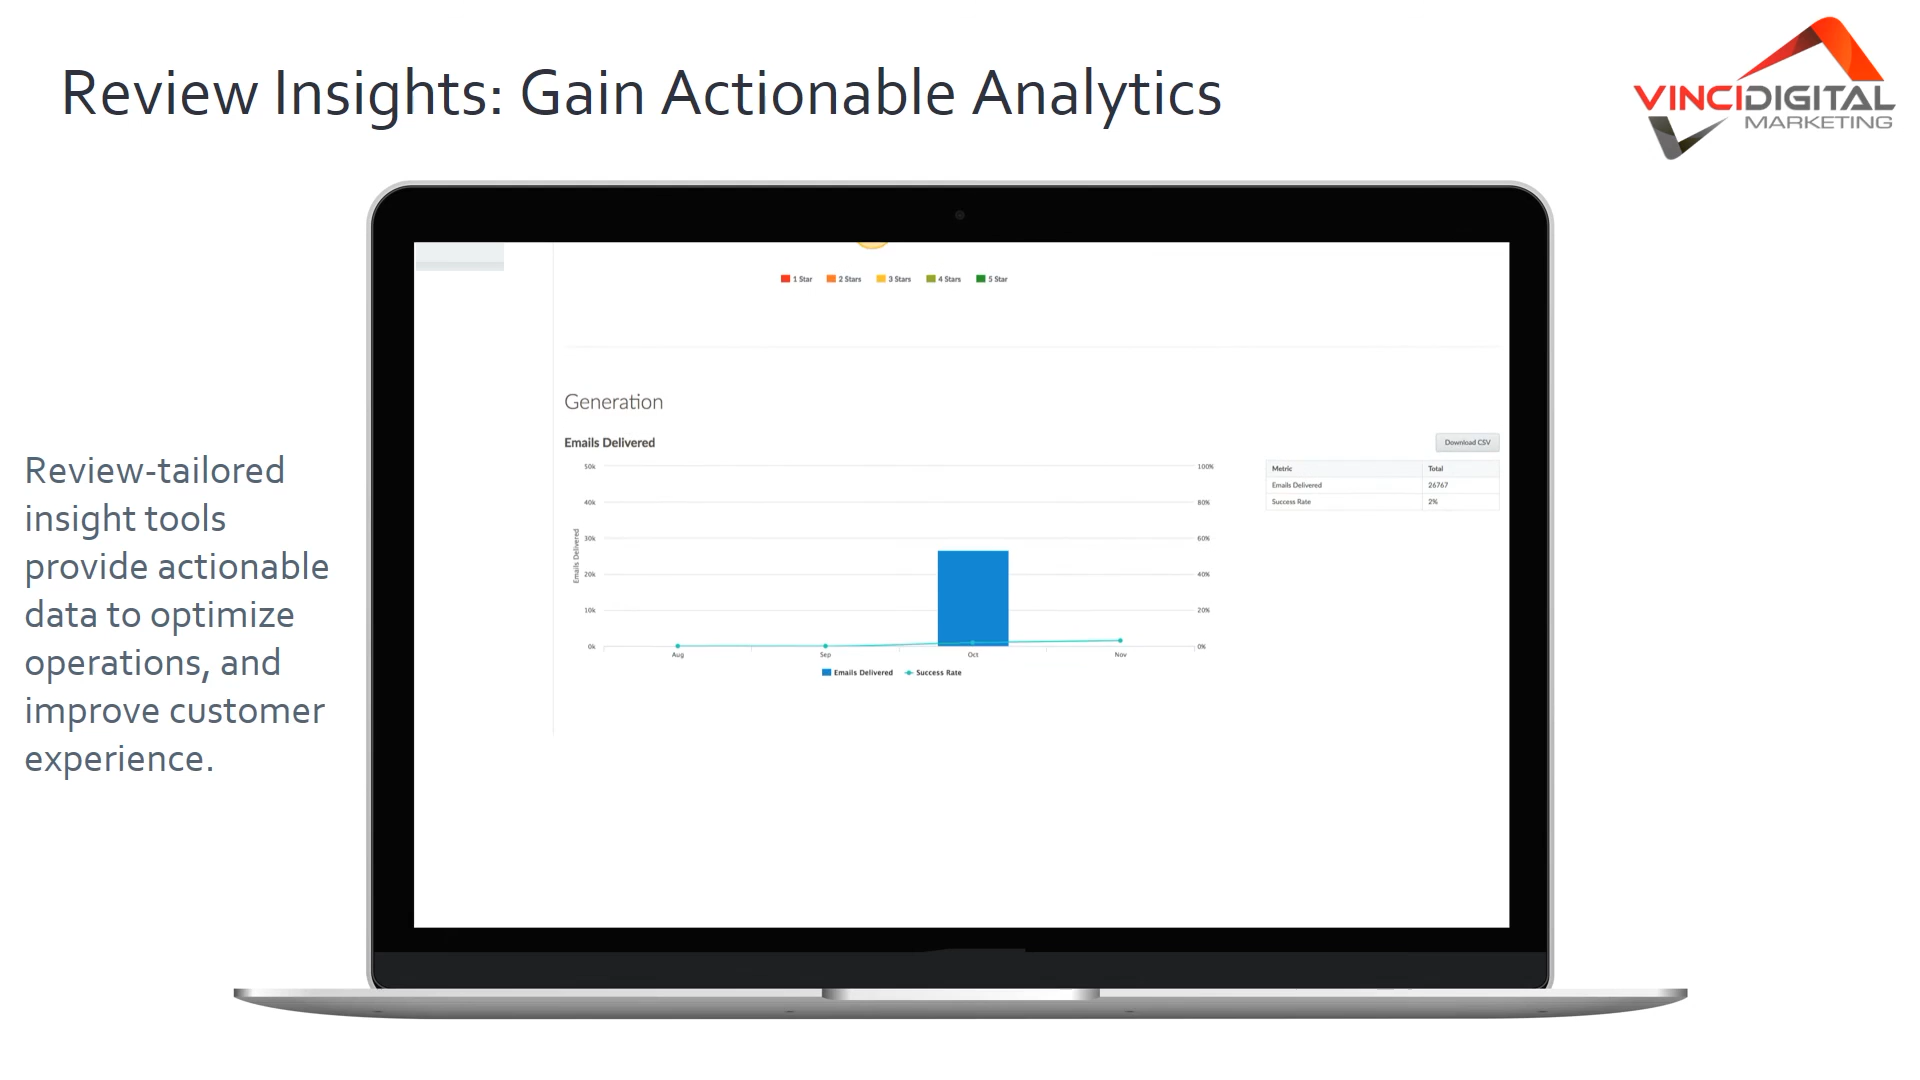 Review Insights: Gain Actionable Analytics
VINCIDIGITAL
MARKETING
Review-tailored
insight tools
provide actionable
data to optimize
operations, and
improve customer
experience.
1 Star 2 Stars 3 Stars 4 Stars 5 Star
Generation
Emails Delivered
Download CSV
Metric Total
Emails Delivered 26767
Success Rate 2%
Emails Delivered
50k 100%
40k 80%
30k 60%
20k 40%
10k 20%
0k 0%
Aug Sep Oct Nov
Emails Delivered Success Rate